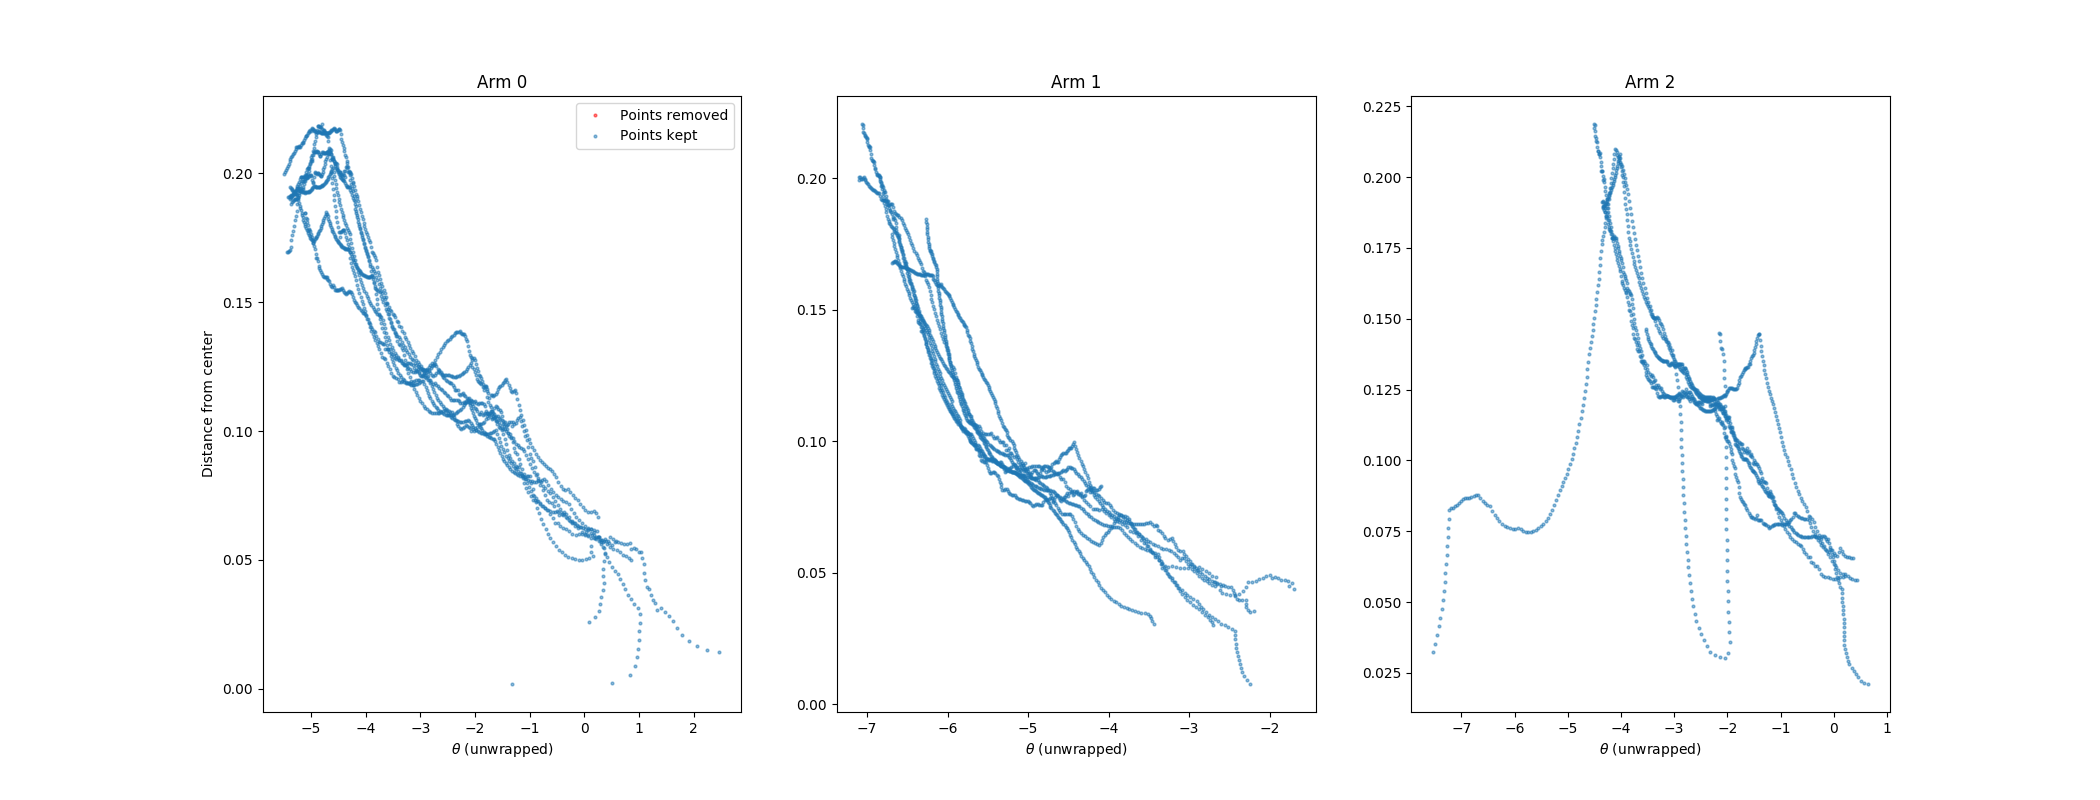 Arm 0
Distance from center
0.20
0.15
0.10
0.05
0.00
Points removed
Points kept
−5 −4 −3 −2 −1 0 1 2
θ (unwrapped)
Arm 1
0.20
0.15
0.10
0.05
0.00
−7 −6 −5 −4 −3 −2
θ (unwrapped)
Arm 2
0.225
0.200
0.175
0.150
0.125
0.100
0.075
0.050
0.025
−7 −6 −5 −4 −3 −2 −1 0 1
θ (unwrapped)